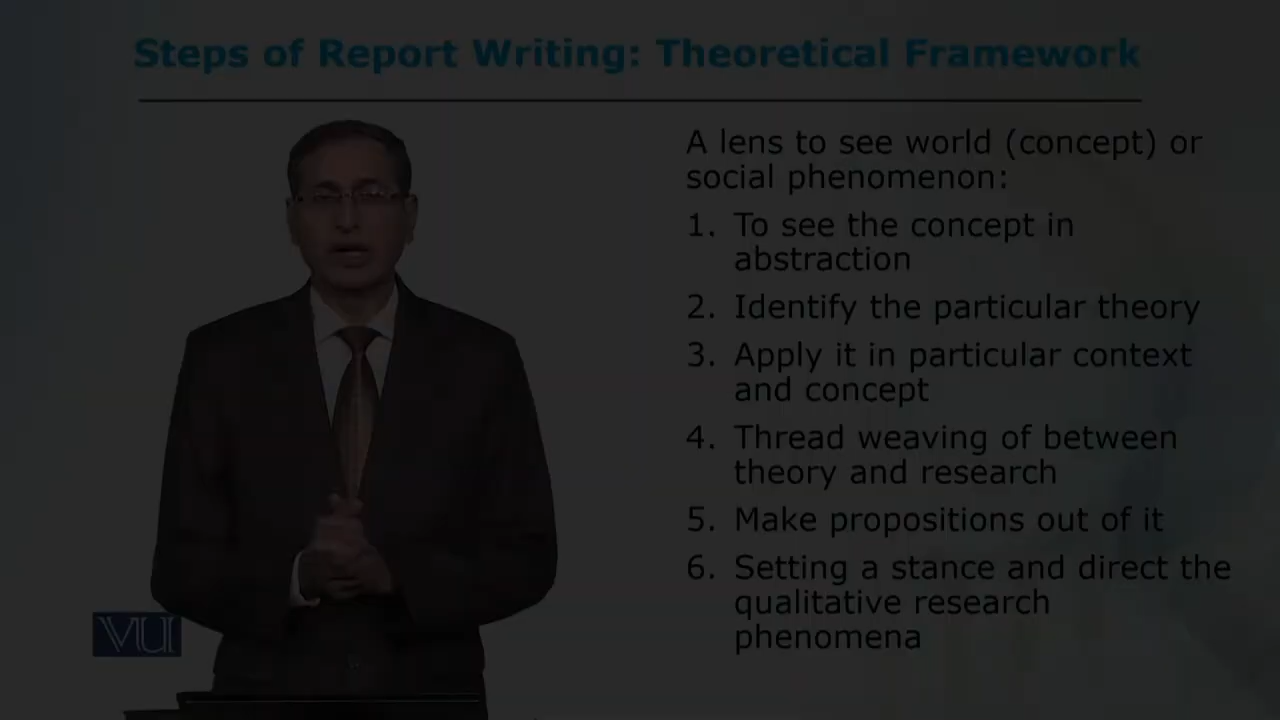 Steps of Report Writing: Theoretical Framework
A lens to see world (concept) or
social phenomenon:
1. To see the concept in
abstraction
2. Identify the particular theory
3. Apply it in particular context
and concept
4. Thread weaving of between
theory and research
5. Make propositions out of it
6. Setting a stance and direct the
qualitative research
phenomena
VU